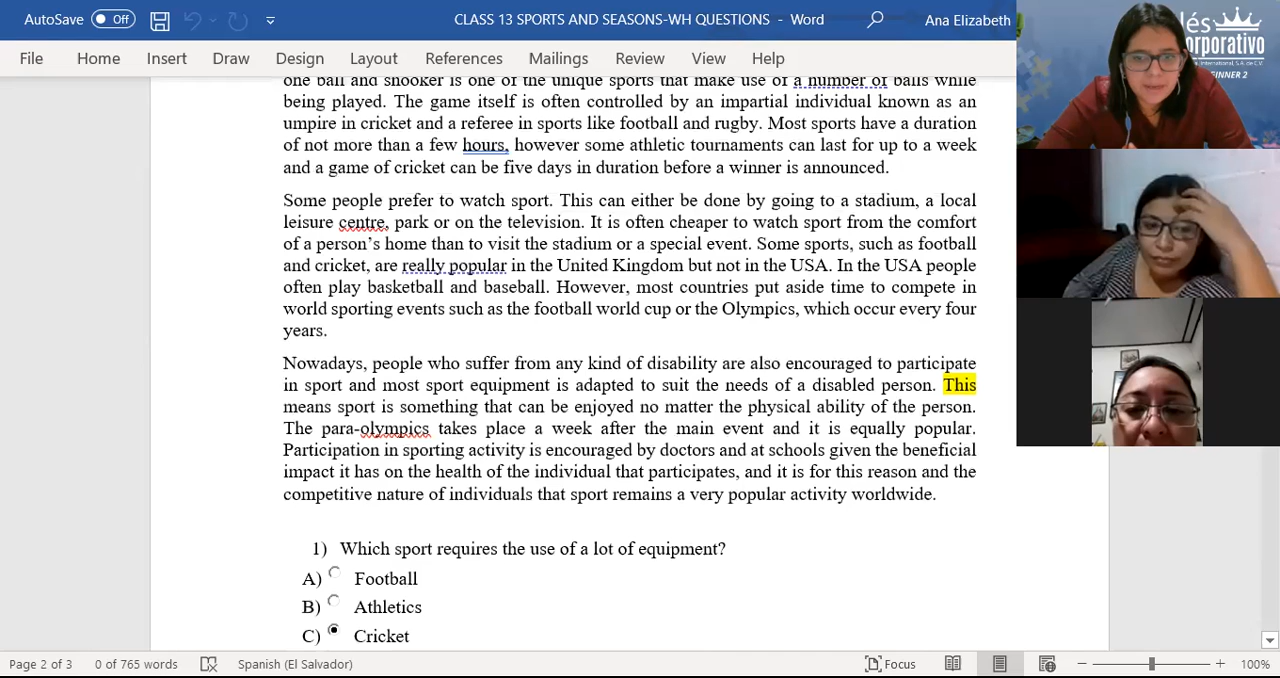 AutoSave Off CLASS 13 SPORTS AND SEASONS-WH QUESTIONS - Word Ana Elizabeth
File Home Insert Draw Design Layout References Mailings Review View Help
one ball and snooker is one of the unique sports that make use of a number of balls while
being played. The game itself is often controlled by an impartial individual known as an
umpire in cricket and a referee in sports like football and rugby. Most sports have a duration
of not more than a few hours, however some athletic tournaments can last for up to a week
and a game of cricket can be five days in duration before a winner is announced.
Some people prefer to watch sport. This can either be done by going to a stadium, a local
leisure centre, park or on the television. It is often cheaper to watch sport from the comfort
of a person's home than to visit the stadium or a special event. Some sports, such as football
and cricket, are really popular in the United Kingdom but not in the USA. In the USA people
often play basketball and baseball. However, most countries put aside time to compete in
world sporting events such as the football world cup or the Olympics, which occur every four
years.
Nowadays, people who suffer from any kind of disability are also encouraged to participate
in sport and most sport equipment is adapted to suit the needs of a disabled person. This
means sport is something that can be enjoyed no matter the physical ability of the person.
The para-olympics takes place a week after the main event and it is equally popular.
Participation in sporting activity is encouraged by doctors and at schools given the beneficial
impact it has on the health of the individual that participates, and it is for this reason and the
competitive nature of individuals that sport remains a very popular activity worldwide.
1) Which sport requires the use of a lot of equipment?
A) Football
B) Athletics
C) Cricket
Page 2 of 3 0 of 765 words Spanish (El Salvador) Focus 100%
és
orporativo
International, S.A. de C.V.
INNER 2